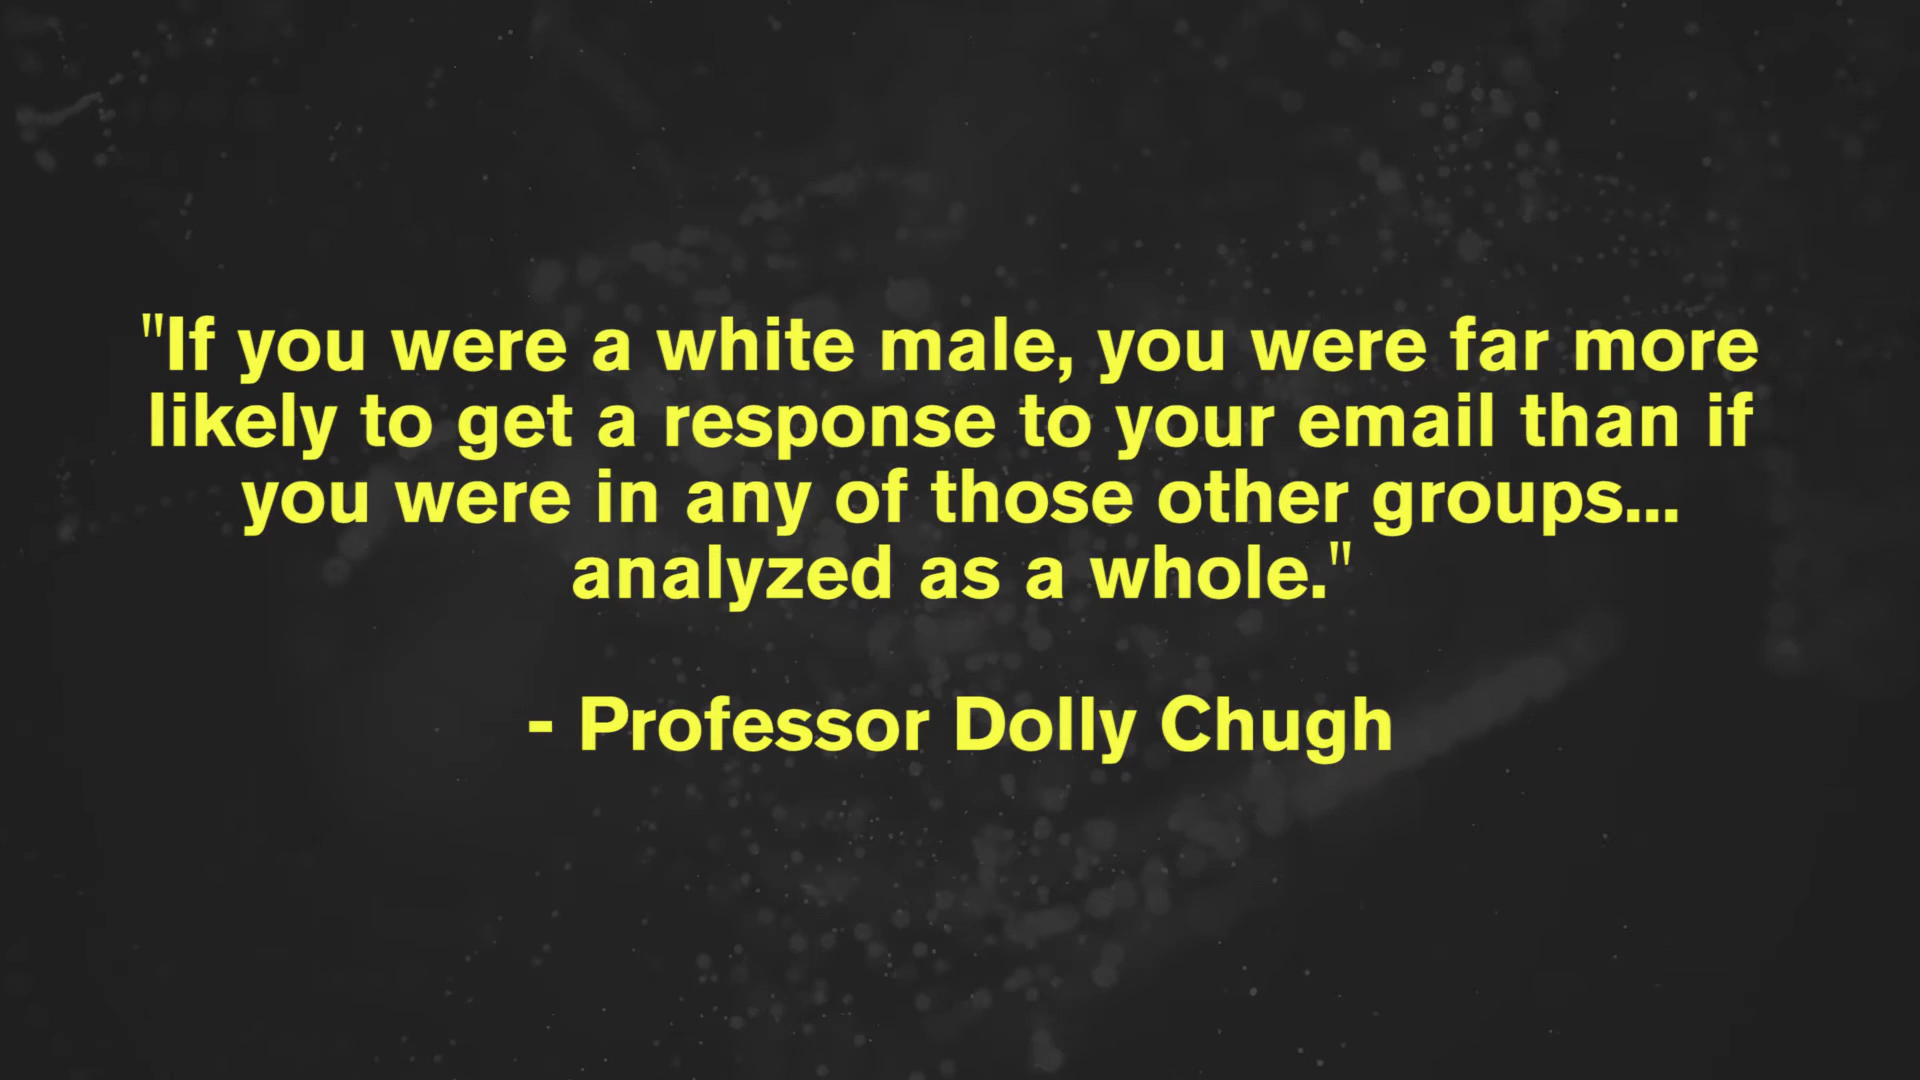 "If you were a white male, you were far more
likely to get a response to your email than if
you were in any of those other groups...
analyzed as a whole."
- Professor Dolly Chugh